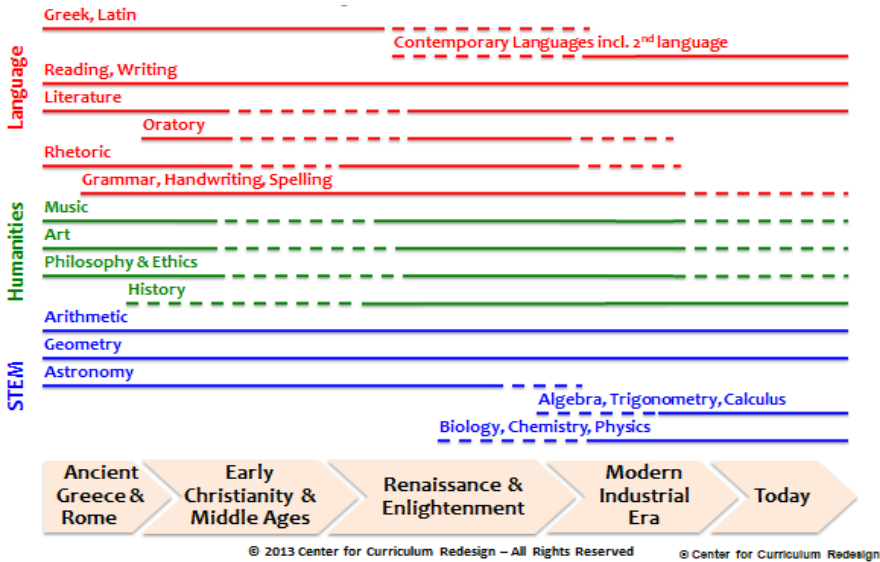 Greek, Latin
Contemporary Languages incl. 2nd language
Reading, Writing
Literature
Oratory
Rhetoric
Grammar, Handwriting, Spelling
Language
Music
Art
Philosophy & Ethics
History
Humanities
Arithmetic
Geometry
Astronomy
Algebra, Trigonometry, Calculus
Biology, Chemistry, Physics
STEM
Ancient
Greece &
Rome
Early
Christianity &
Middle Ages
Renaissance &
Enlightenment
Modern
Industrial
Era
Today
© 2013 Center for Curriculum Redesign – All Rights Reserved
© Center for Curriculum Redesign